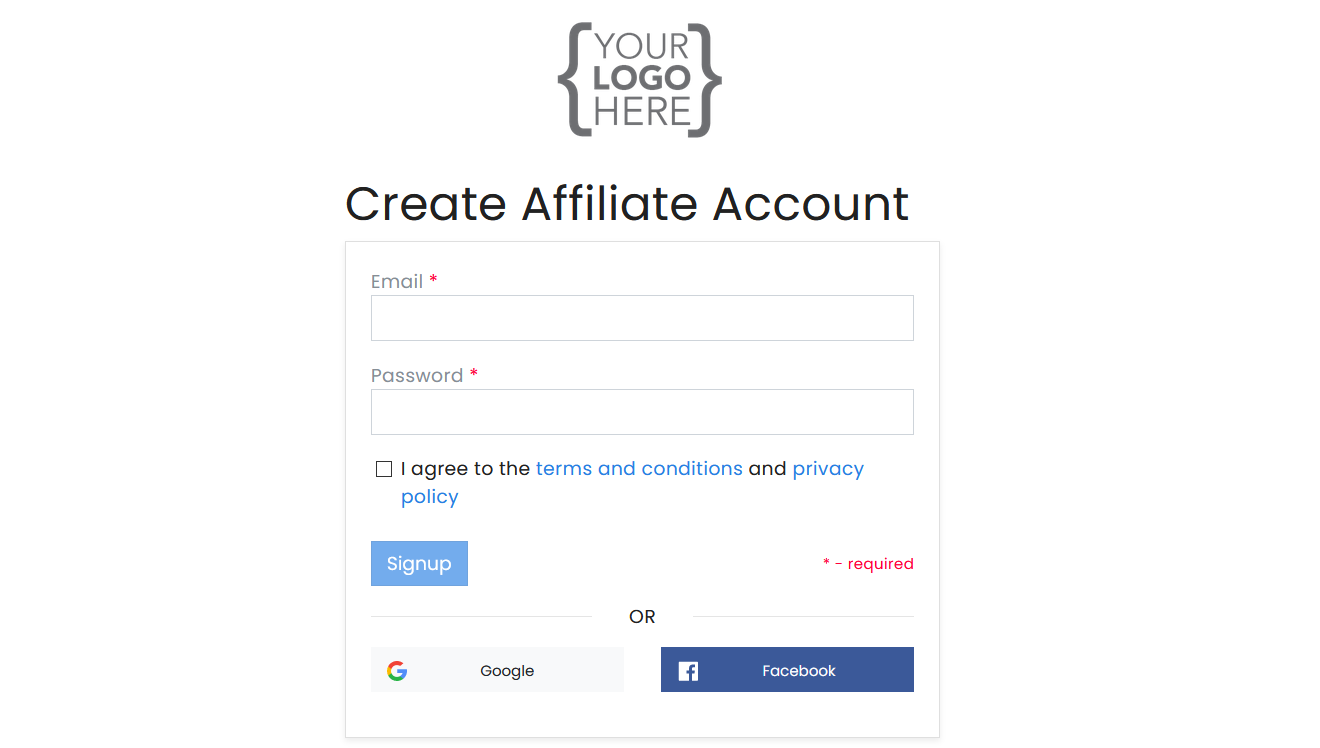 YOUR
LOGO
HERE
Create Affiliate Account
Email *
Password *
I agree to the terms and conditions and privacy
policy
Signup
* - required
OR
Google
Facebook